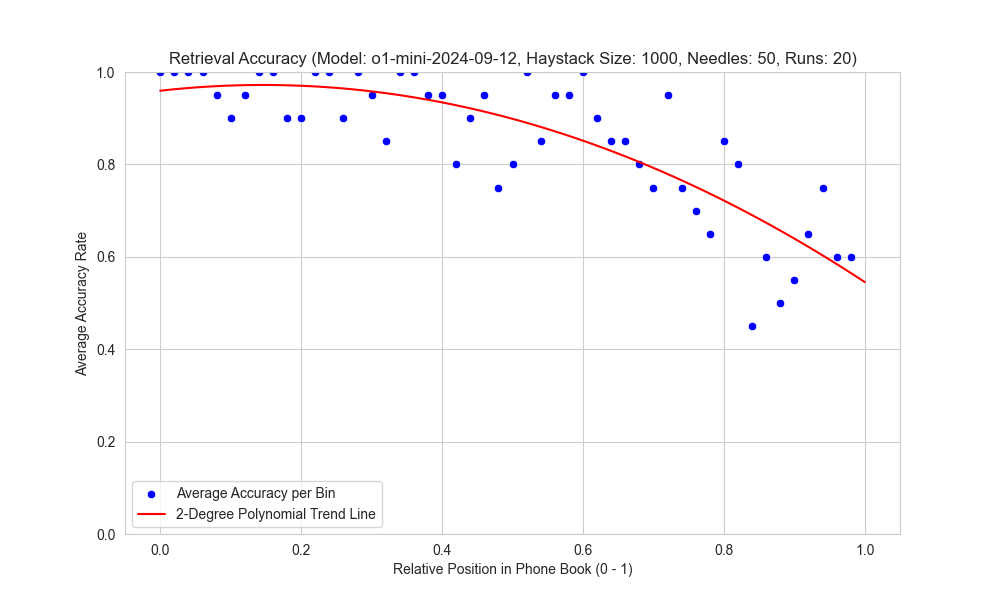 Retrieval Accuracy (Model: o1-mini-2024-09-12, Haystack Size: 1000, Needles: 50, Runs: 20)
1.0
0.8
0.6
0.4
0.2
0.0
Average Accuracy Rate
Average Accuracy per Bin
2-Degree Polynomial Trend Line
0.0 0.2 0.4 0.6 0.8 1.0
Relative Position in Phone Book (0 - 1)